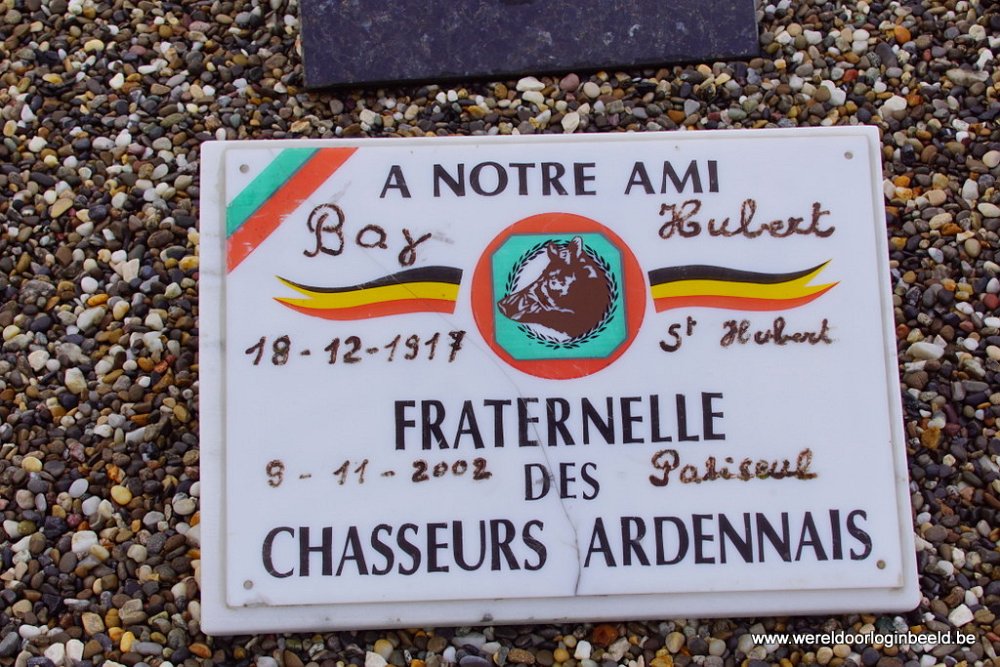 A NOTRE AMI
Bay Hubert
18-12-1917 St Hubert
FRATERNELLE
9-11-2002 DES Paliseul
CHASSEURS ARDENNAIS
www.wereldoorloginbeeld.be